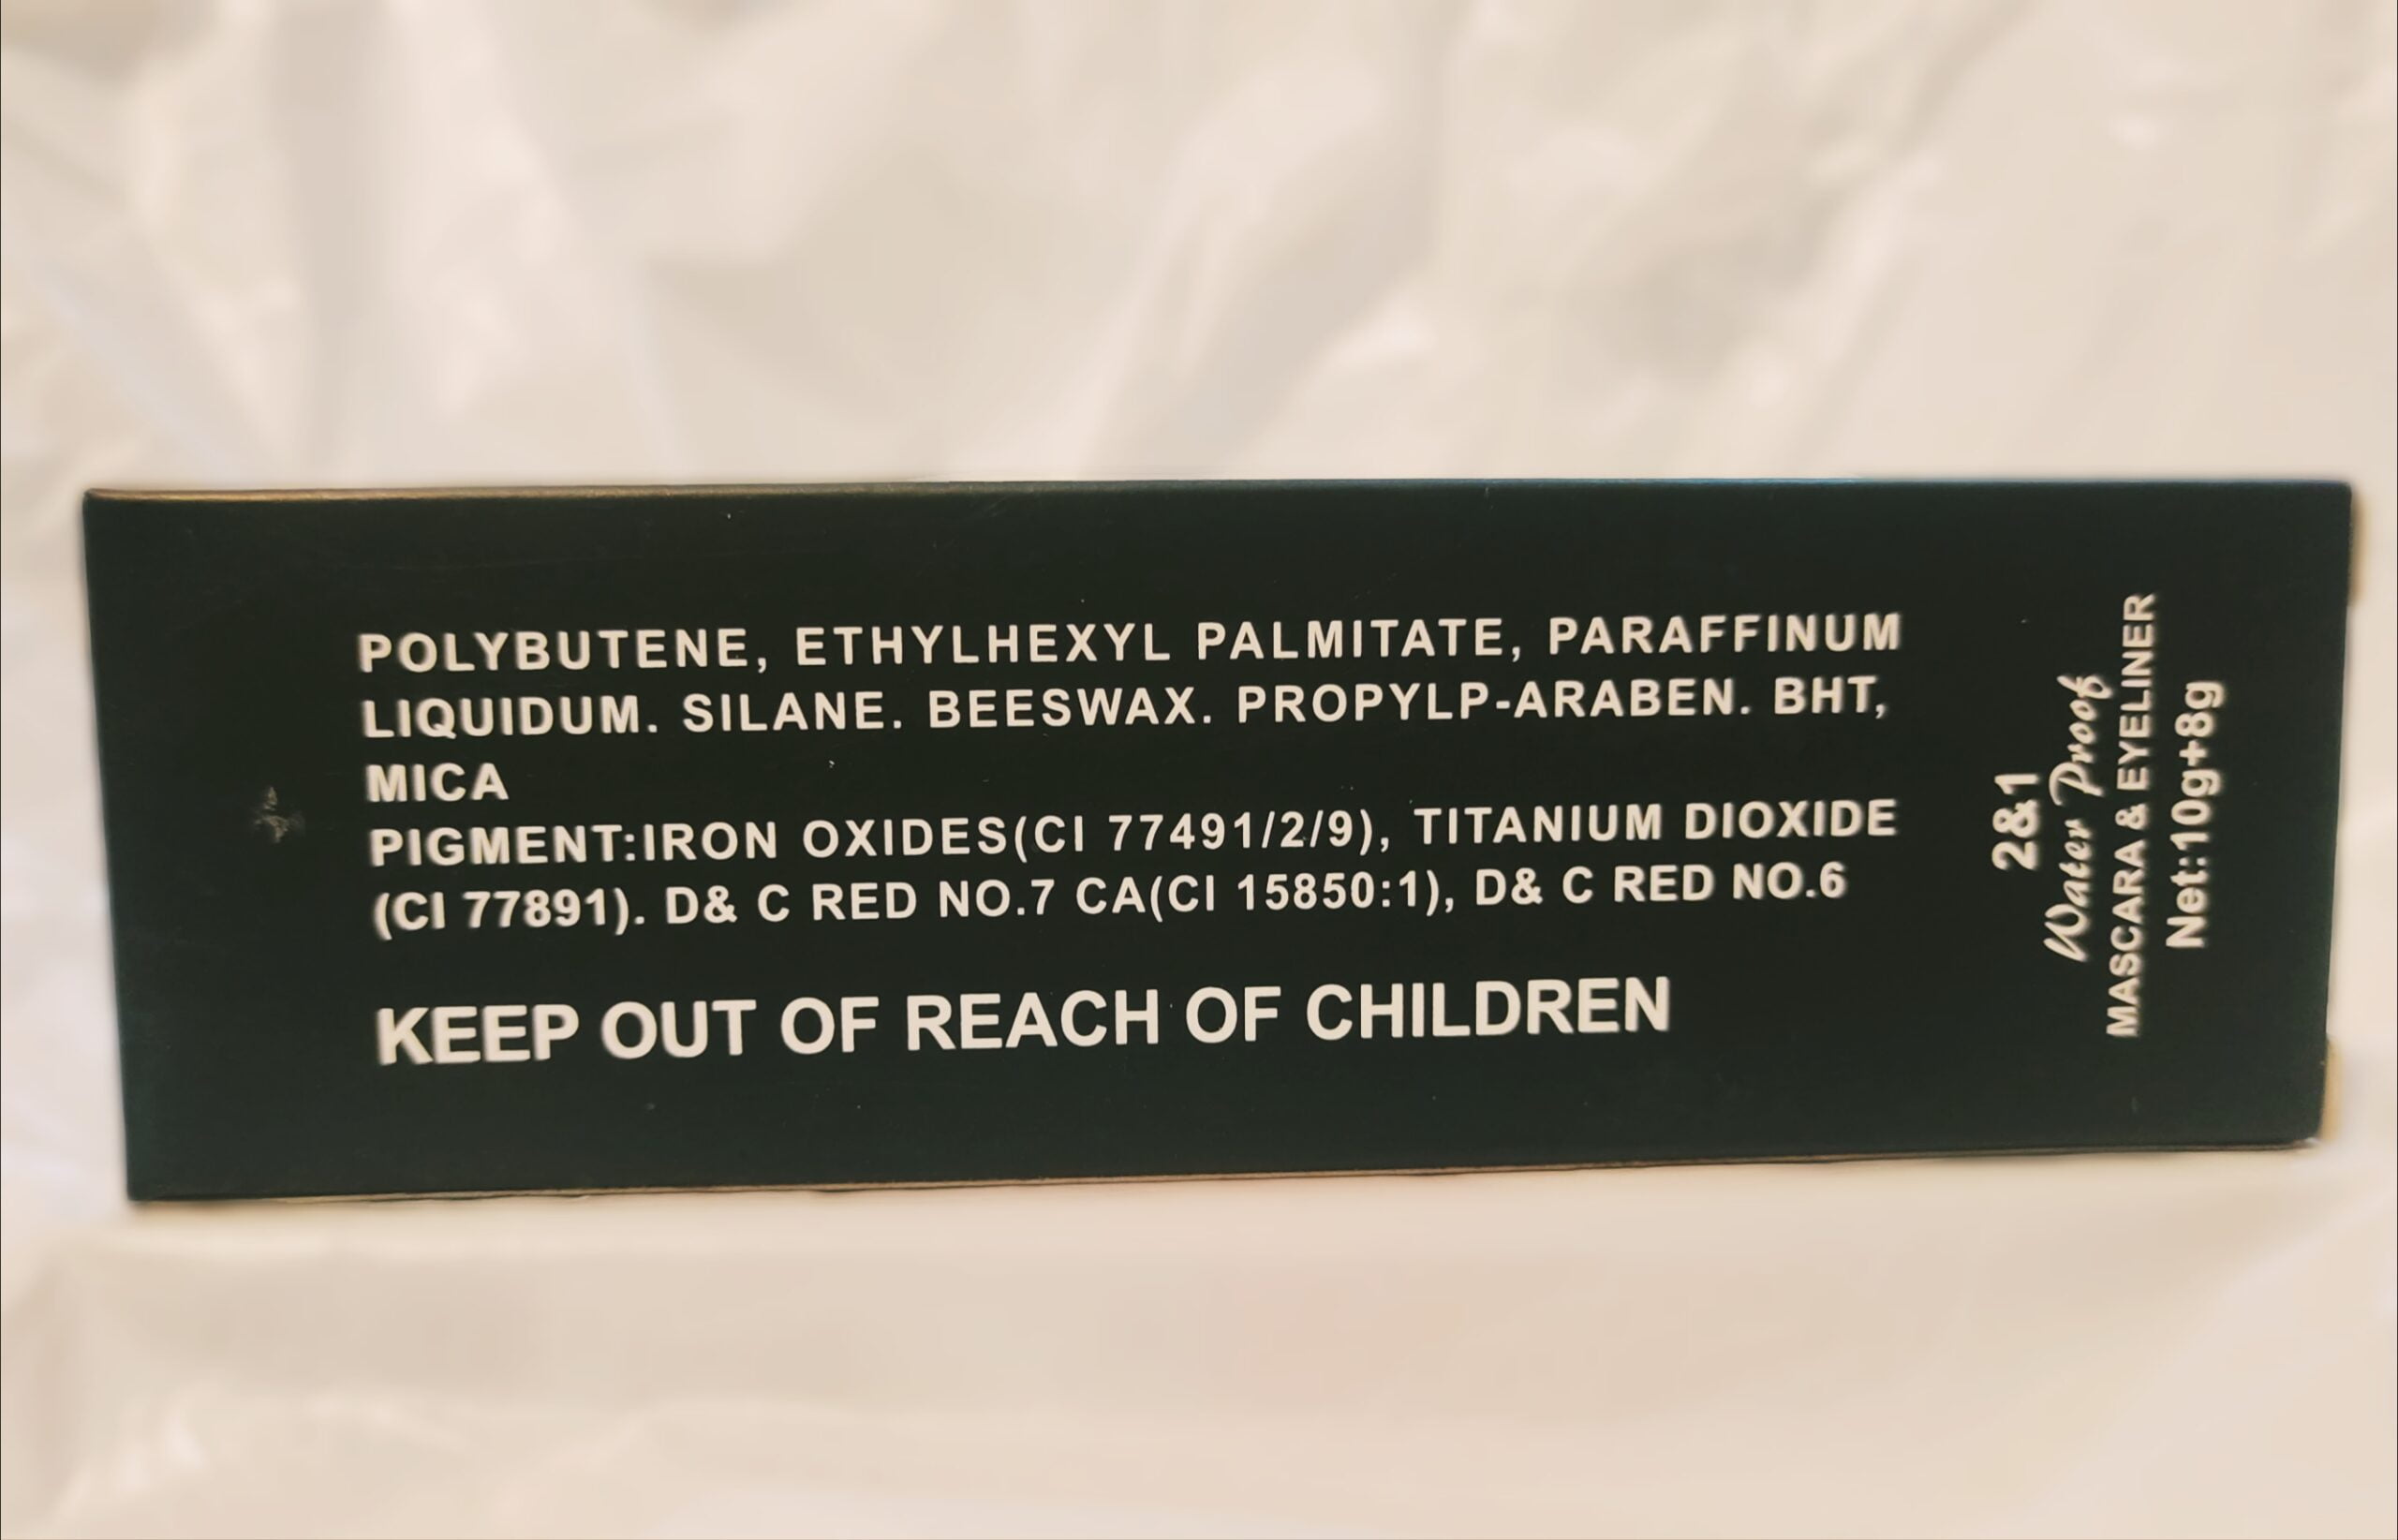 POLYBUTENE, ETHYLHEXYL PALMITATE, PARAFFINUM
LIQUIDUM. SILANE. BEESWAX. PROPYLP-ARABEN. BHT,
MICA
PIGMENT:IRON OXIDES(CI 77491/2/9), TITANIUM DIOXIDE
(CI 77891). D& C RED NO.7 CA(CI 15850:1), D& C RED NO.6
KEEP OUT OF REACH OF CHILDREN
2&1
Water Proof
MASCARA & EYELINER
Net:10g+8g